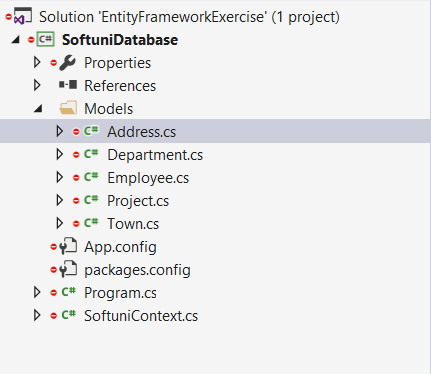 Solution 'EntityFrameworkExercise' (1 project)
C# SoftuniDatabase
Properties
References
Models
C# Address.cs
C# Department.cs
C# Employee.cs
C# Project.cs
C# Town.cs
App.config
packages.config
C# Program.cs
C# SoftuniContext.cs